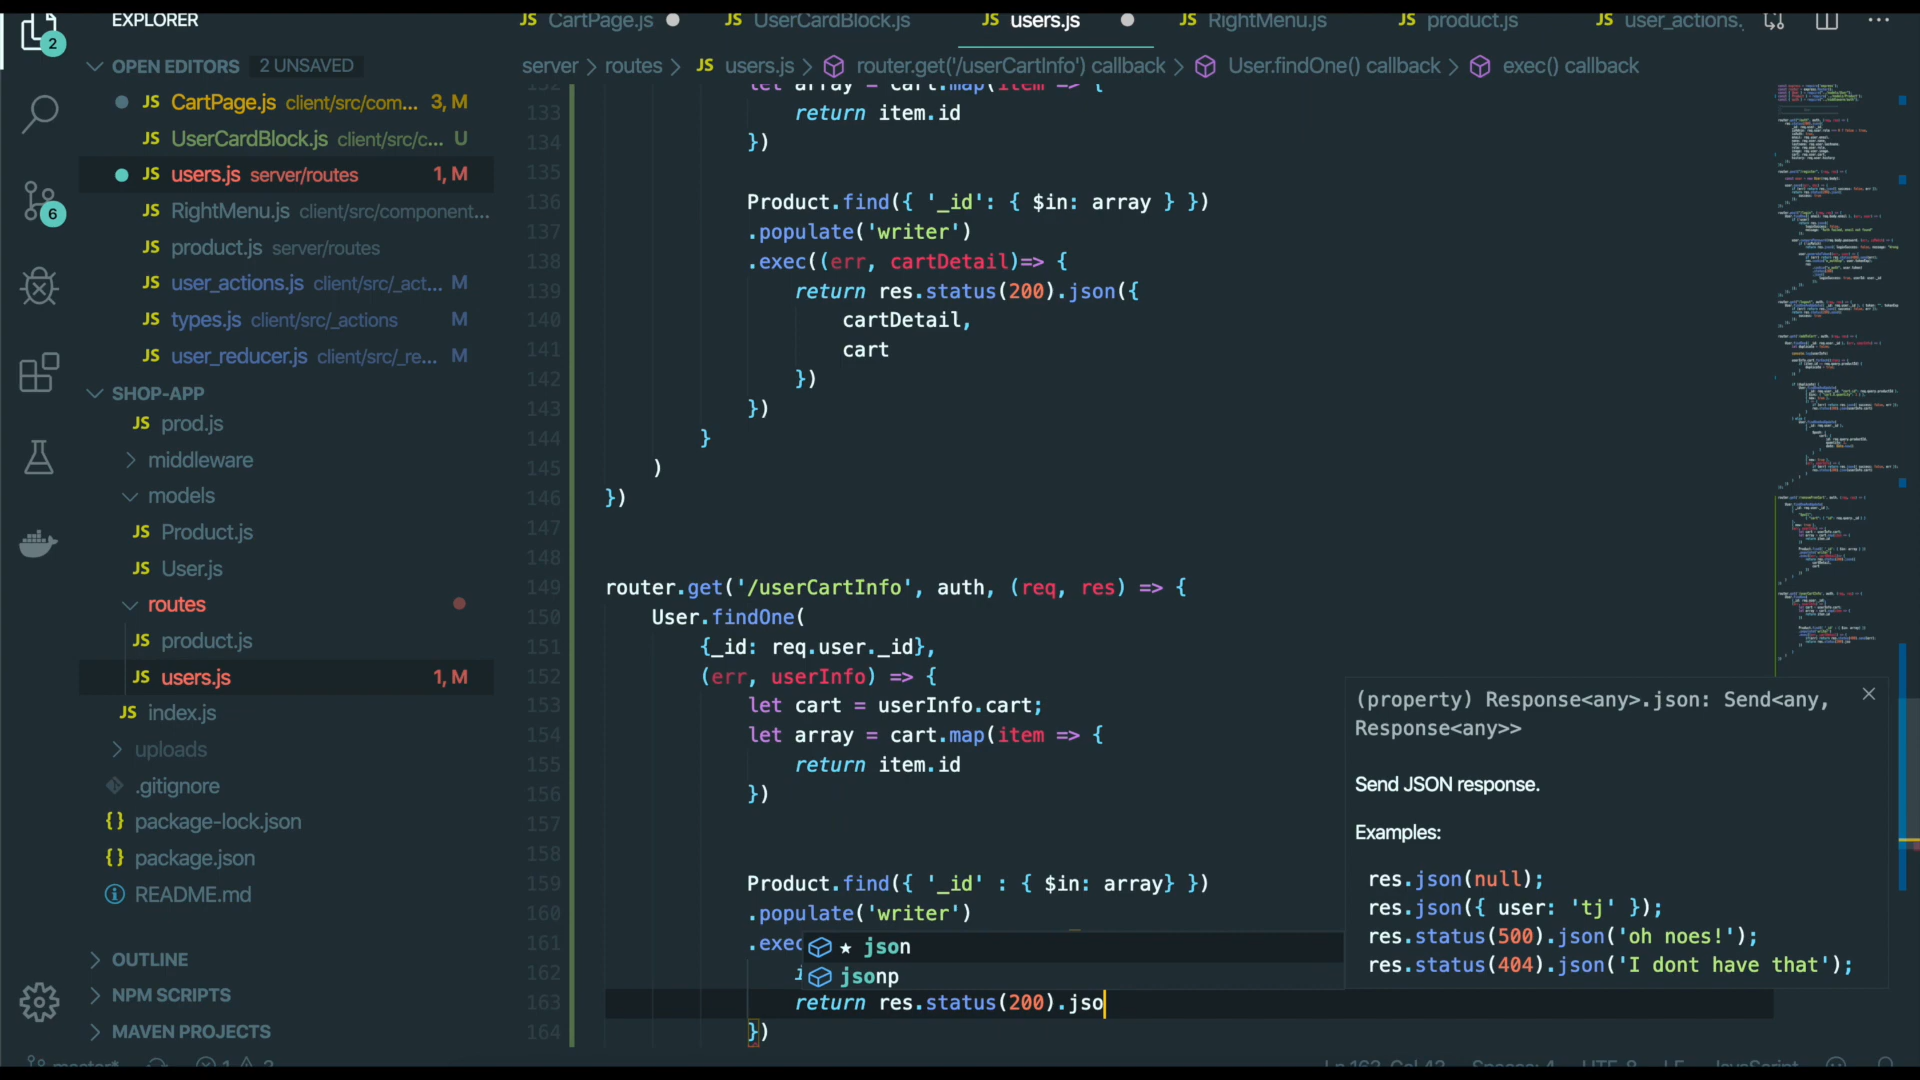 EXPLORER
JS CartPage.js JS UserCardBlock.js JS users.js JS RightMenu.js JS product.js JS user_actions.
2
OPEN EDITORS 2 UNSAVED
server > routes > JS users.js > router.get('/userCartInfo') callback > User.findOne() callback > exec() callback
JS CartPage.js client/src/com... 3, M
JS UserCardBlock.js client/src/c... U
JS users.js server/routes 1, M
JS RightMenu.js client/src/component...
6
JS product.js server/routes
JS user_actions.js client/src/_act... M
JS types.js client/src/_actions M
JS user_reducer.js client/src/_re... M
SHOP-APP
JS prod.js
middleware
models
JS Product.js
JS User.js
routes
JS product.js
JS users.js 1, M
JS index.js
uploads
.gitignore
{} package-lock.json
{} package.json
README.md
OUTLINE
NPM SCRIPTS
MAVEN PROJECTS
132 let array = cart.map(item => {
133 return item.id
134 })
135
136 Product.find({ '_id': { $in: array } })
137 .populate('writer')
138 .exec((err, cartDetail)=> {
139 return res.status(200).json({
140 cartDetail,
141 cart
142 })
143 })
144 }
145 )
146 })
147
148
149 router.get('/userCartInfo', auth, (req, res) => {
150 User.findOne(
151 {_id: req.user._id},
152 (err, userInfo) => {
153 let cart = userInfo.cart;
154 let array = cart.map(item => {
155 return item.id
156 })
157
158
159 Product.find({ '_id' : { $in: array} })
160 .populate('writer')
161 .exec
162 i
163 return res.status(200).jso
164 })
★ json
jsonp
(property) Response<any>.json: Send<any,
Response<any>>
Send JSON response.
Examples:
res.json(null);
res.json({ user: 'tj' });
res.status(500).json('oh noes!');
res.status(404).json('I dont have that');